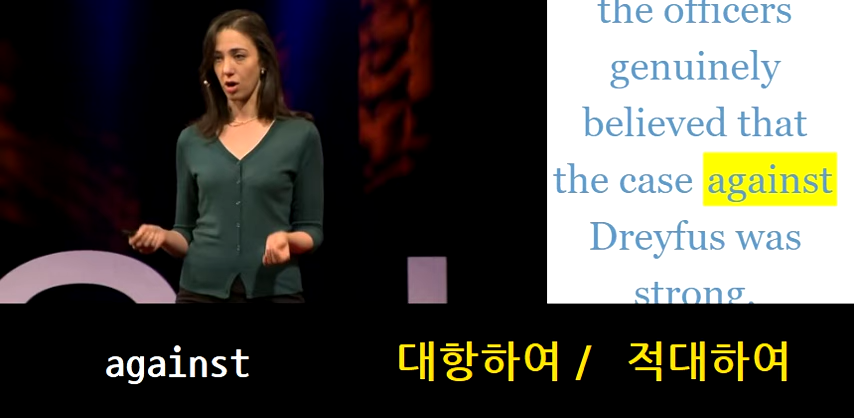 the officers
genuinely
believed that
the case against
Dreyfus was
strong.
against
대항하여 / 적대하여